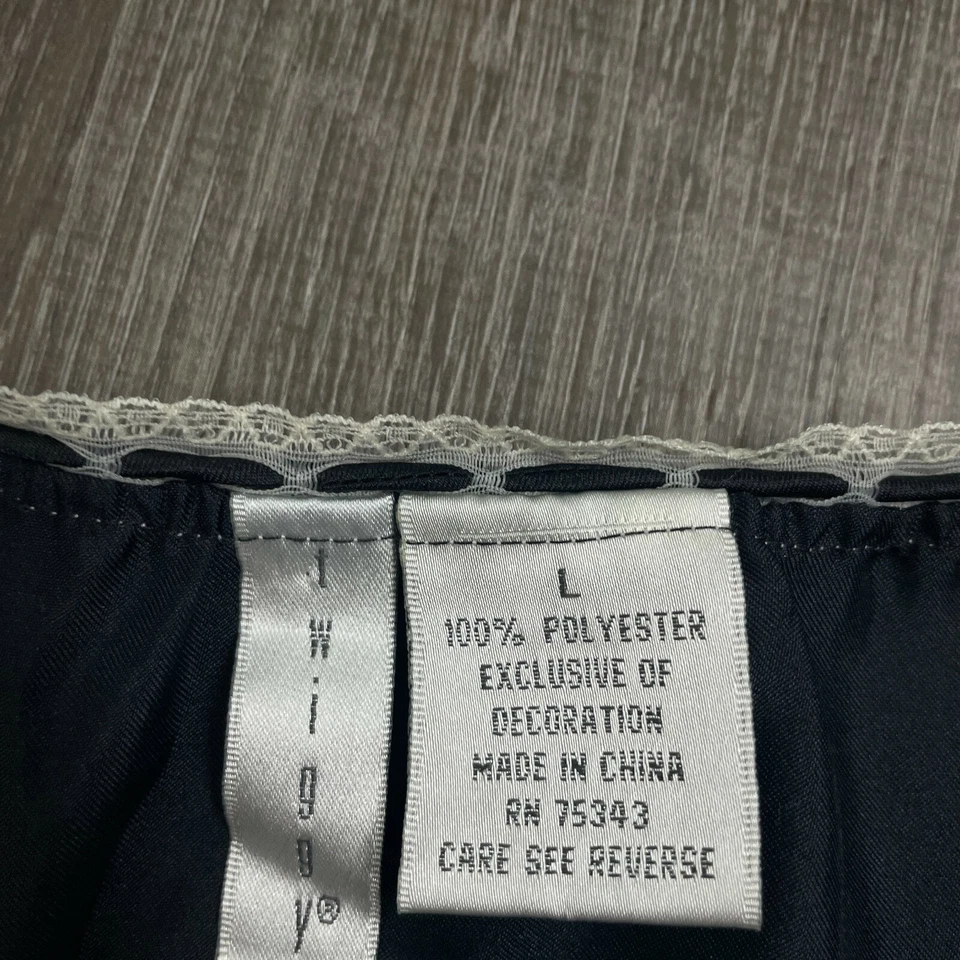 twiggy®
L
100% POLYESTER
EXCLUSIVE OF
DECORATION
MADE IN CHINA
RN 75343
CARE SEE REVERSE